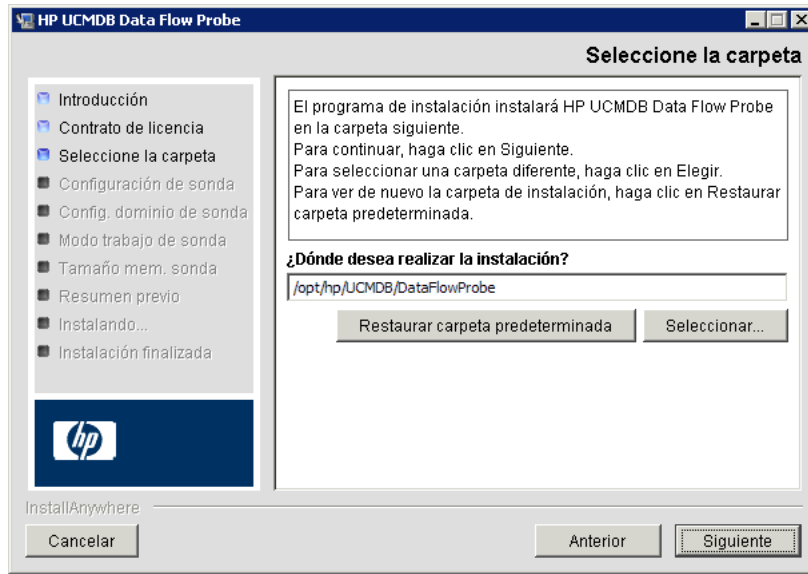 HP UCMDB Data Flow Probe
Seleccione la carpeta
Introducción
Contrato de licencia
Seleccione la carpeta
Configuración de sonda
Config. dominio de sonda
Modo trabajo de sonda
Tamaño mem. sonda
Resumen previo
Instalando...
Instalación finalizada
hp
El programa de instalación instalará HP UCMDB Data Flow Probe
en la carpeta siguiente.
Para continuar, haga clic en Siguiente.
Para seleccionar una carpeta diferente, haga clic en Elegir.
Para ver de nuevo la carpeta de instalación, haga clic en Restaurar
carpeta predeterminada.
¿Dónde desea realizar la instalación?
/opt/hp/UCMDB/DataFlowProbe
Restaurar carpeta predeterminada
Seleccionar...
InstallAnywhere
Cancelar
Anterior
Siguiente